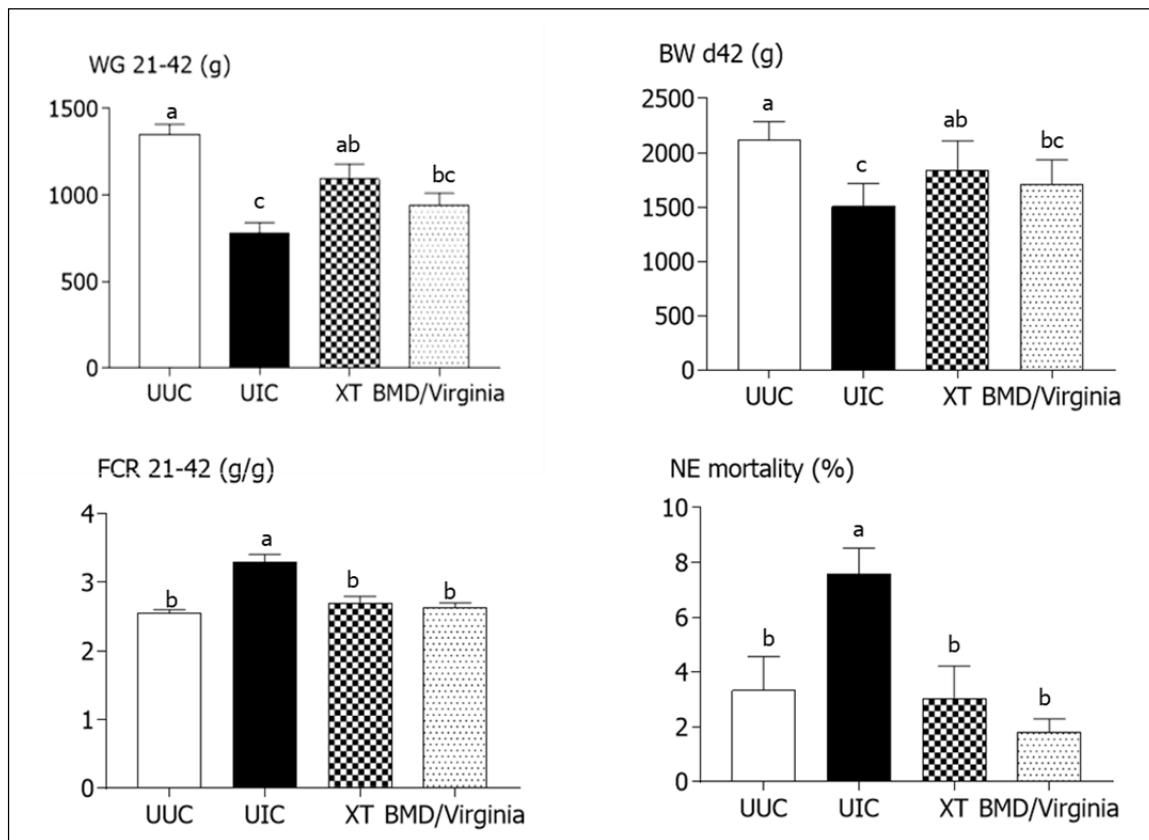 WG 21-42 (g)
1500
1000
500
0
a
c
ab
bc
UUC UIC XT BMD/Virginia
BW d42 (g)
2500
2000
1500
1000
500
0
a
c
ab
bc
UUC UIC XT BMD/Virginia
FCR 21-42 (g/g)
4
3
2
1
0
b
a
b
b
UUC UIC XT BMD/Virginia
NE mortality (%)
10
8
6
4
2
0
b
a
b
b
UUC UIC XT BMD/Virginia